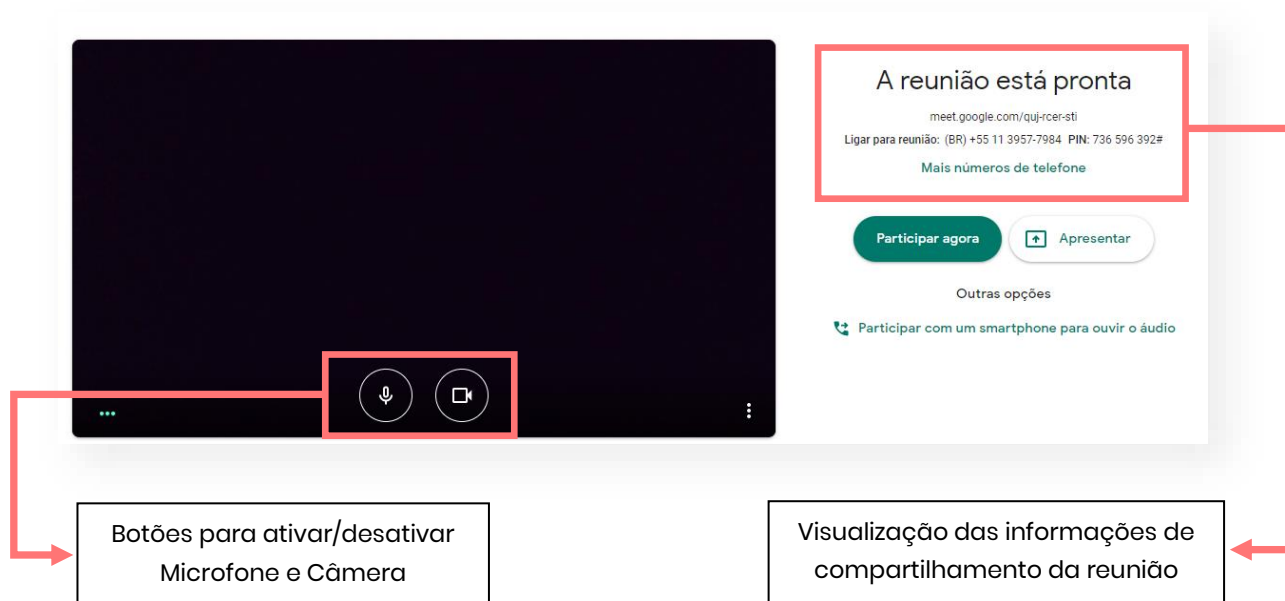 A reunião está pronta
meet.google.com/quj-rcer-sti
Ligar para reunião: (BR) +55 11 3957-7984 PIN: 736 596 392#
Mais números de telefone
Participar agora
Apresentar
Outras opções
Participar com um smartphone para ouvir o áudio
Botões para ativar/desativar
Microfone e Câmera
Visualização das informações de
compartilhamento da reunião